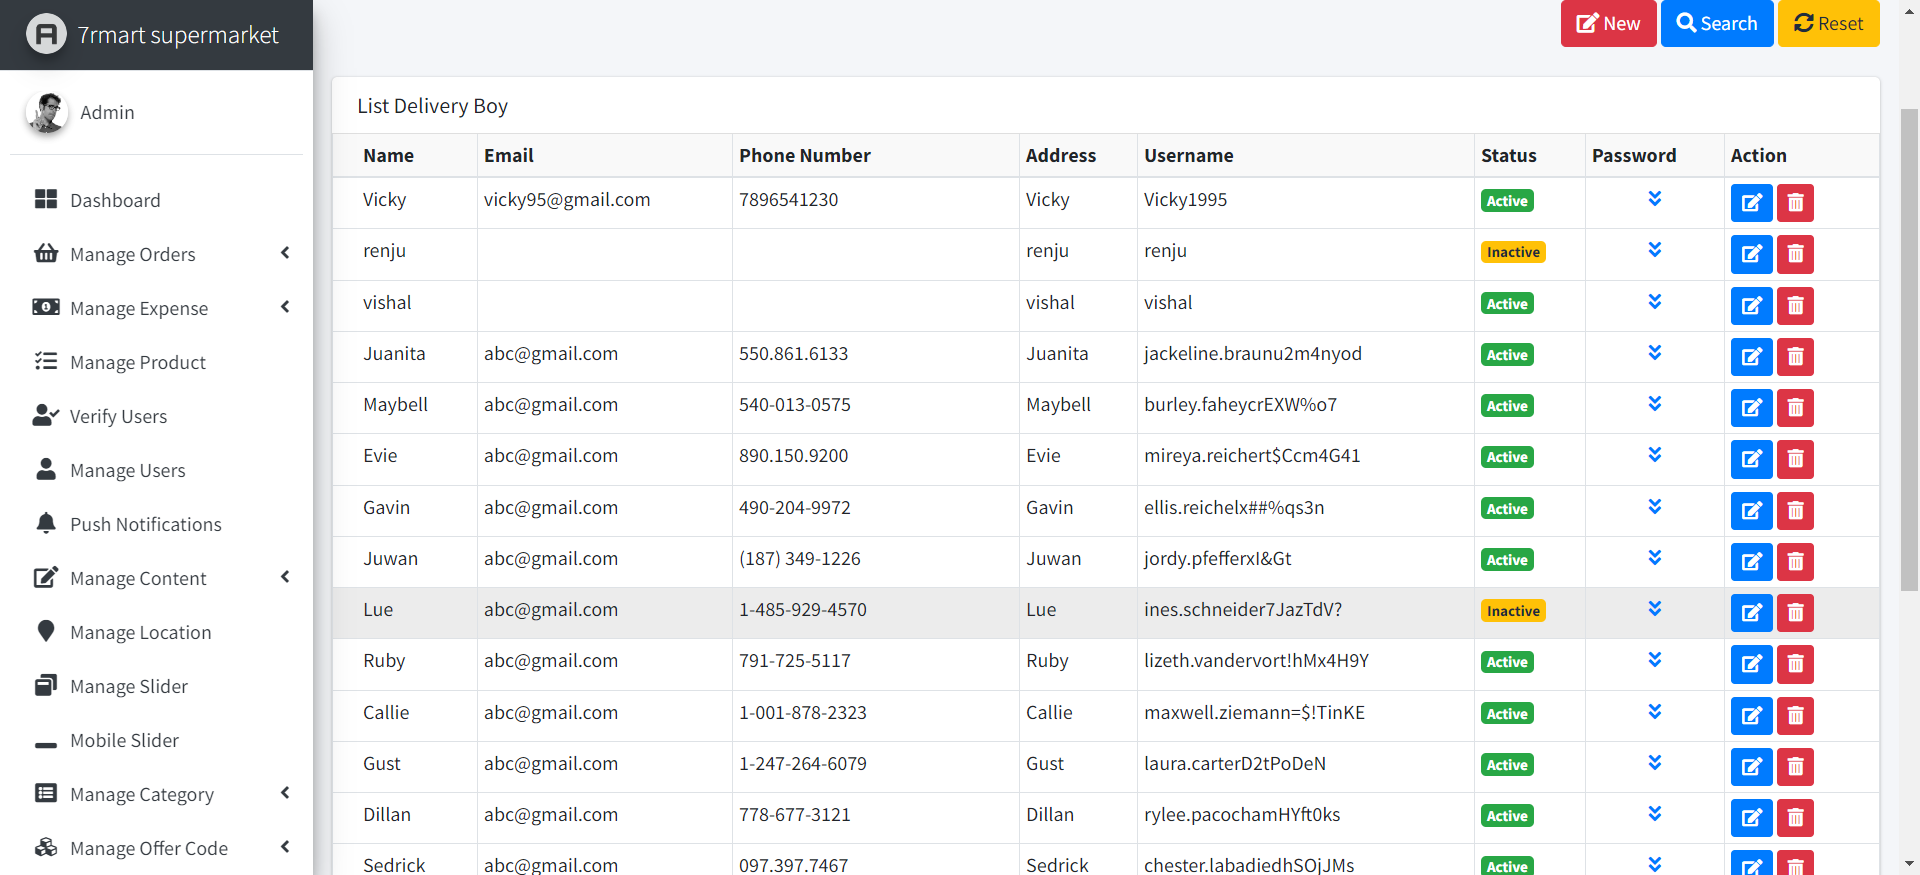 7rmart supermarket
New Search Reset
Admin
List Delivery Boy
Name Email Phone Number Address Username Status Password Action
Vicky vicky95@gmail.com 7896541230 Vicky Vicky1995 Active
renju renju renju Inactive
vishal vishal vishal Active
Juanita abc@gmail.com 550.861.6133 Juanita jackeline.braunu2m4nyod Active
Maybell abc@gmail.com 540-013-0575 Maybell burley.faheycrEXW%o7 Active
Evie abc@gmail.com 890.150.9200 Evie mireya.reichert$Ccm4G41 Active
Gavin abc@gmail.com 490-204-9972 Gavin ellis.reichelx##%qs3n Active
Juwan abc@gmail.com (187) 349-1226 Juwan jordy.pfefferxI&Gt Active
Lue abc@gmail.com 1-485-929-4570 Lue ines.schneider7JazTdV? Inactive
Ruby abc@gmail.com 791-725-5117 Ruby lizeth.vandervort!hMx4H9Y Active
Callie abc@gmail.com 1-001-878-2323 Callie maxwell.ziemann=$!TinKE Active
Gust abc@gmail.com 1-247-264-6079 Gust laura.carterD2tPoDeN Active
Dillan abc@gmail.com 778-677-3121 Dillan rylee.pacochamHYft0ks Active
Sedrick abc@gmail.com 097.397.7467 Sedrick chester.labadiedhSOjJMs Active
Dashboard
Manage Orders
Manage Expense
Manage Product
Verify Users
Manage Users
Push Notifications
Manage Content
Manage Location
Manage Slider
Mobile Slider
Manage Category
Manage Offer Code